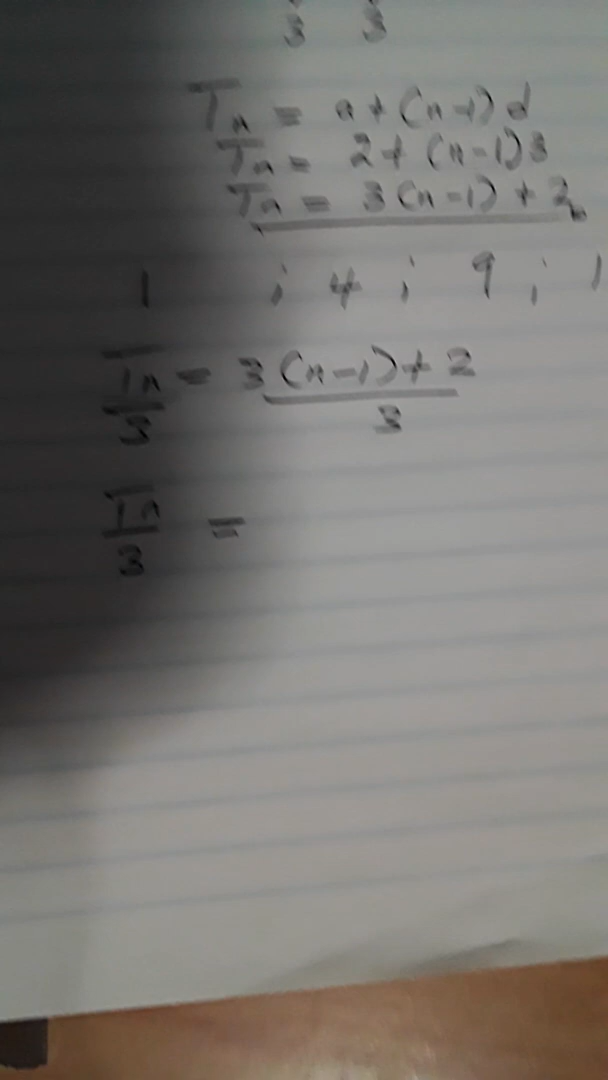 3 3
Tn = a + (n-1)d
Tn = 2 + (n-1)3
Tn = 3(n-1) + 2
1 ; 4 ; 9 ; 1
Tn/3 = 3(n-1)+2/3
Tn/3 =